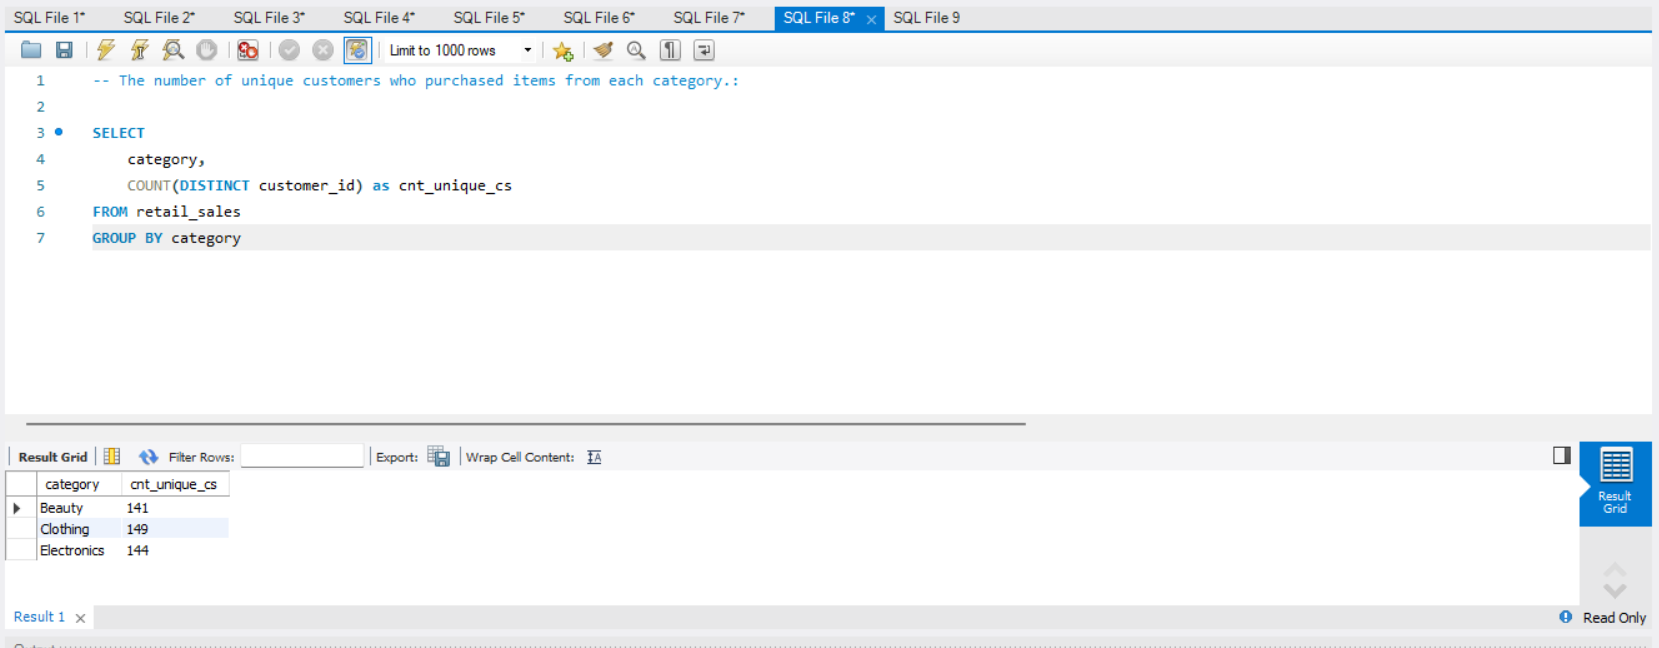 SQL File 1* SQL File 2* SQL File 3* SQL File 4* SQL File 5* SQL File 6* SQL File 7* SQL File 8* SQL File 9
Limit to 1000 rows
1 -- The number of unique customers who purchased items from each category.:
2
3 SELECT
4 category,
5 COUNT(DISTINCT customer_id) as cnt_unique_cs
6 FROM retail_sales
7 GROUP BY category
Result Grid Filter Rows: Export: Wrap Cell Content:
category cnt_unique_cs
Beauty 141
Clothing 149
Electronics 144
Result
Grid
Result 1 Read Only